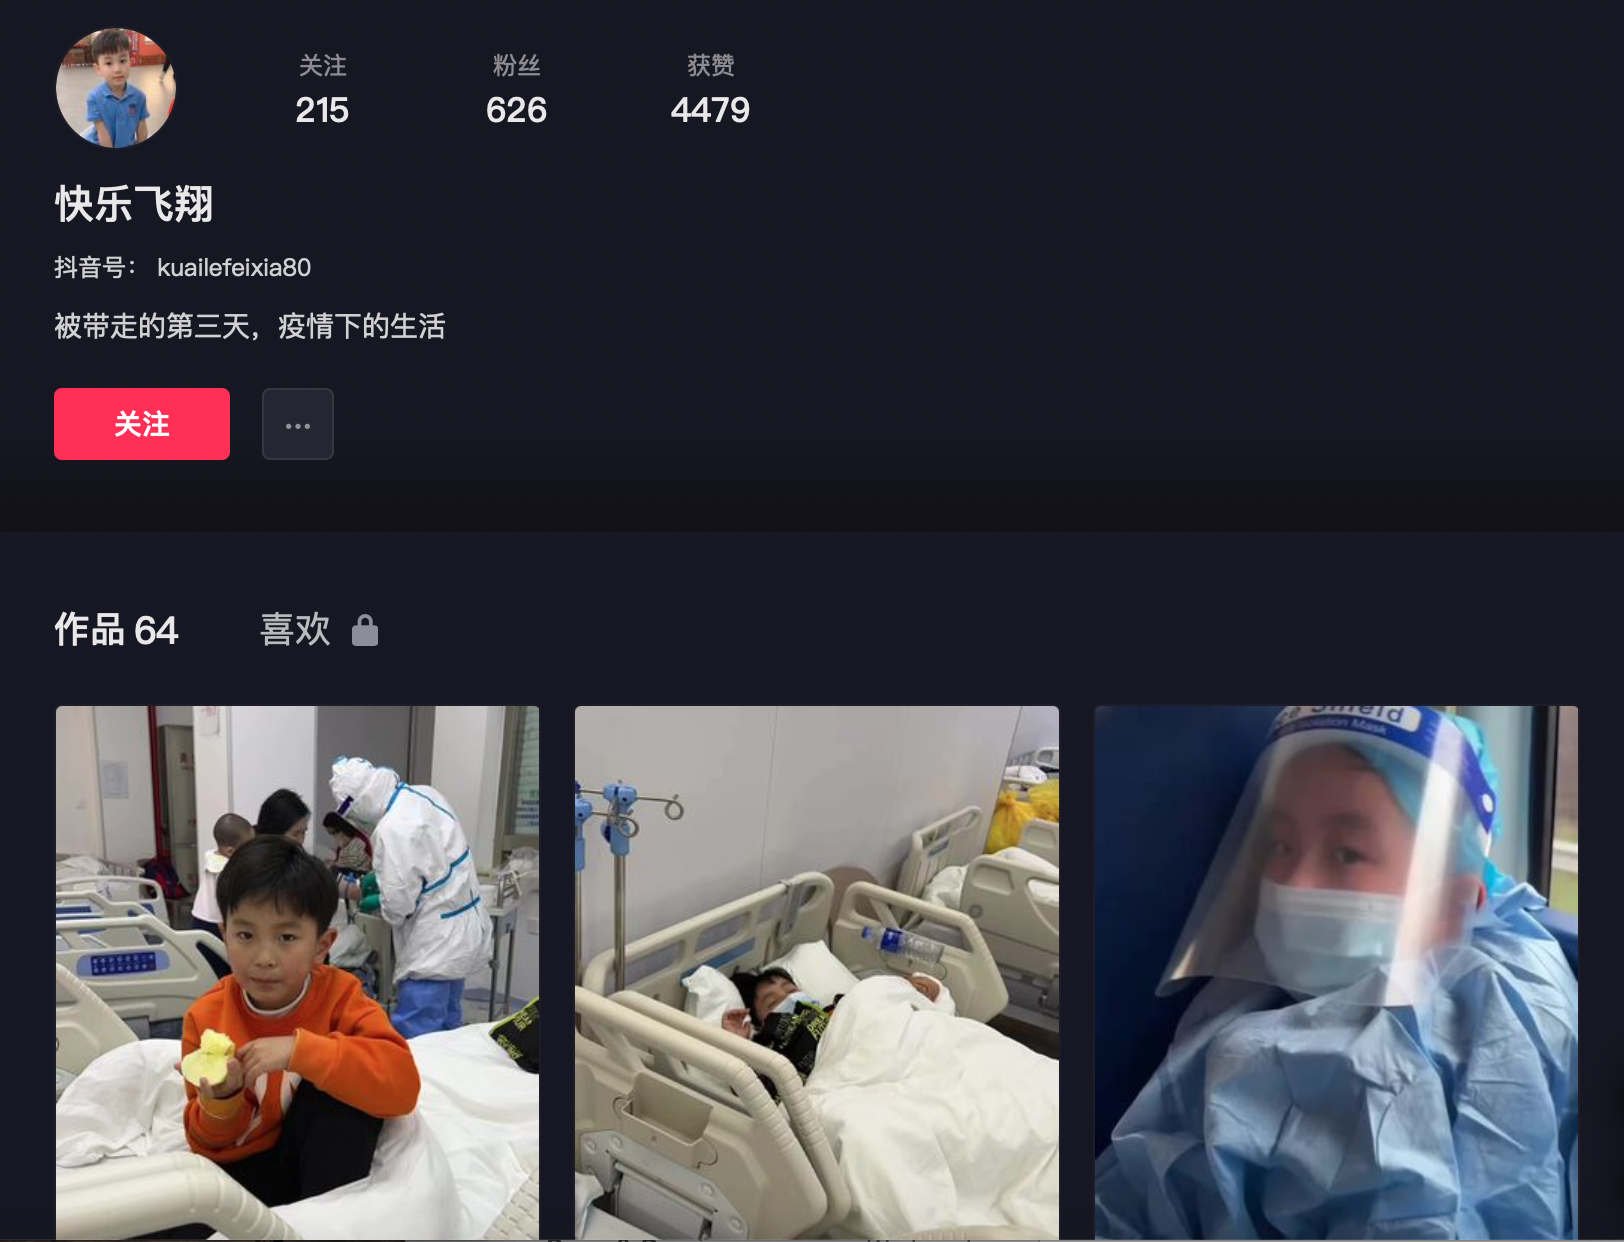 关注 粉丝 获赞
215 626 4479
快乐飞翔
抖音号： kuailefeixia80
被带走的第三天，疫情下的生活
关注
作品 64 喜欢
Shield
Isolation Mask